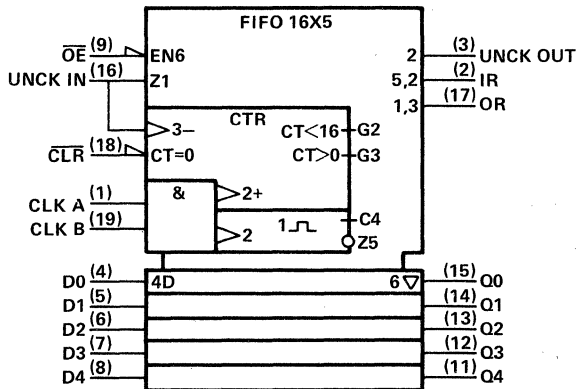 FIFO 16X5
OE (9) EN6 2 (3) UNCK OUT
UNCK IN (16) Z1 5,2 (2) IR
1,3 (17) OR
CTR
3– CT<16 G2
CLR (18) CT=0 CT>0 G3
CLK A (1) & 2+
CLK B (19) 2 1 C4
Z5
D0 (4) 4D 6▽ (15) Q0
D1 (5) (14) Q1
D2 (6) (13) Q2
D3 (7) (12) Q3
D4 (8) (11) Q4